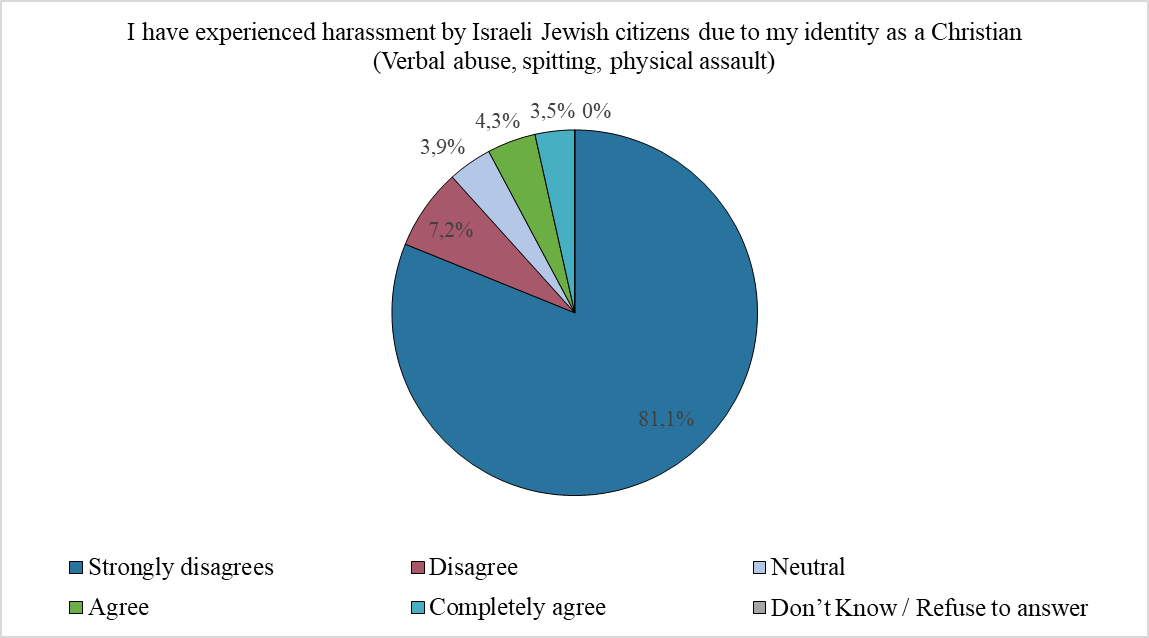 I have experienced harassment by Israeli Jewish citizens due to my identity as a Christian
(Verbal abuse, spitting, physical assault)
3,5% 0%
4,3%
3,9%
7,2%
81,1%
Strongly disagrees Disagree Neutral
Agree Completely agree Don’t Know / Refuse to answer